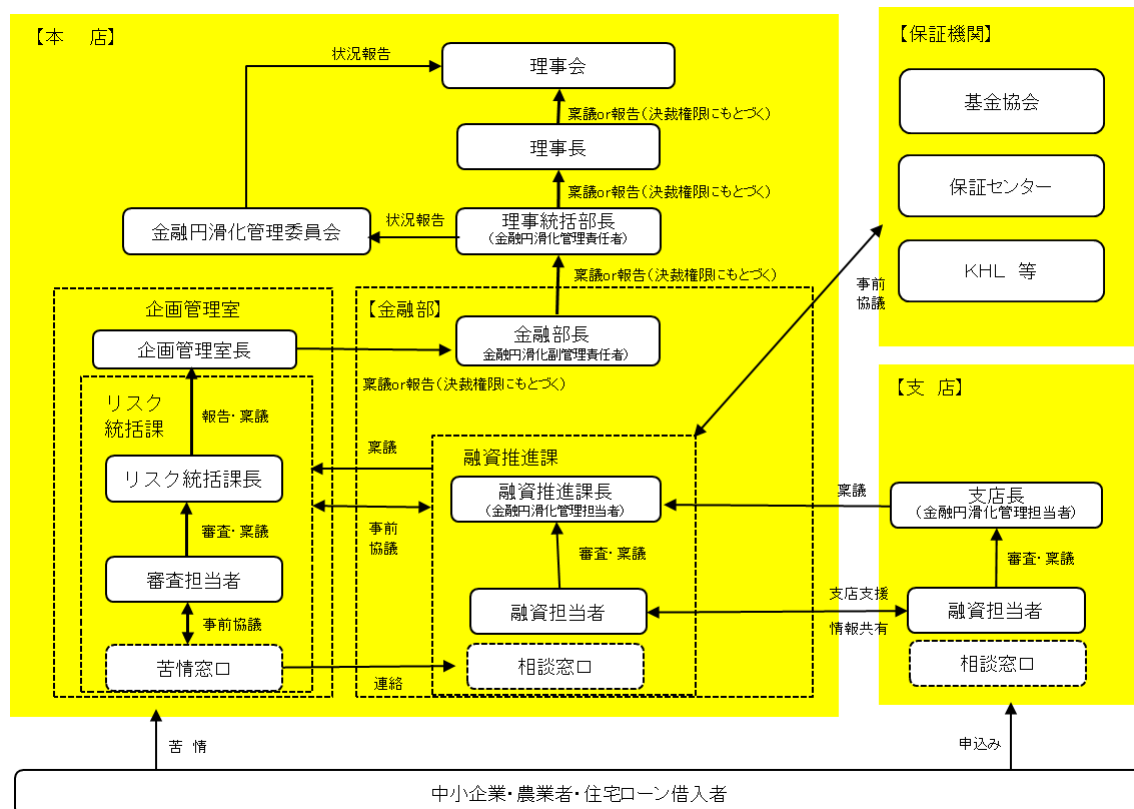 【本　店】
状況報告
理事会
稟議or報告(決裁権限にもとづく)
理事長
稟議or報告(決裁権限にもとづく)
金融円滑化管理委員会
状況報告
理事統括部長
(金融円滑化管理責任者)
稟議or報告(決裁権限にもとづく)
企画管理室
企画管理室長
リスク
統括課
報告・稟議
リスク統括課長
審査・稟議
審査担当者
事前協議
苦情窓口
【金融部】
金融部長
金融円滑化副管理責任者)
稟議or報告(決裁権限にもとづく)
稟議
事前
協議
連絡
融資推進課
融資推進課長
(金融円滑化管理担当者)
審査・稟議
融資担当者
相談窓口
【保証機関】
基金協会
保証センター
KHL 等
事前
協議
【支 店】
稟議
支店長
(金融円滑化管理担当者)
審査・稟議
支店支援
情報共有
融資担当者
相談窓口
苦 情
申込み
中小企業・農業者・住宅ローン借入者